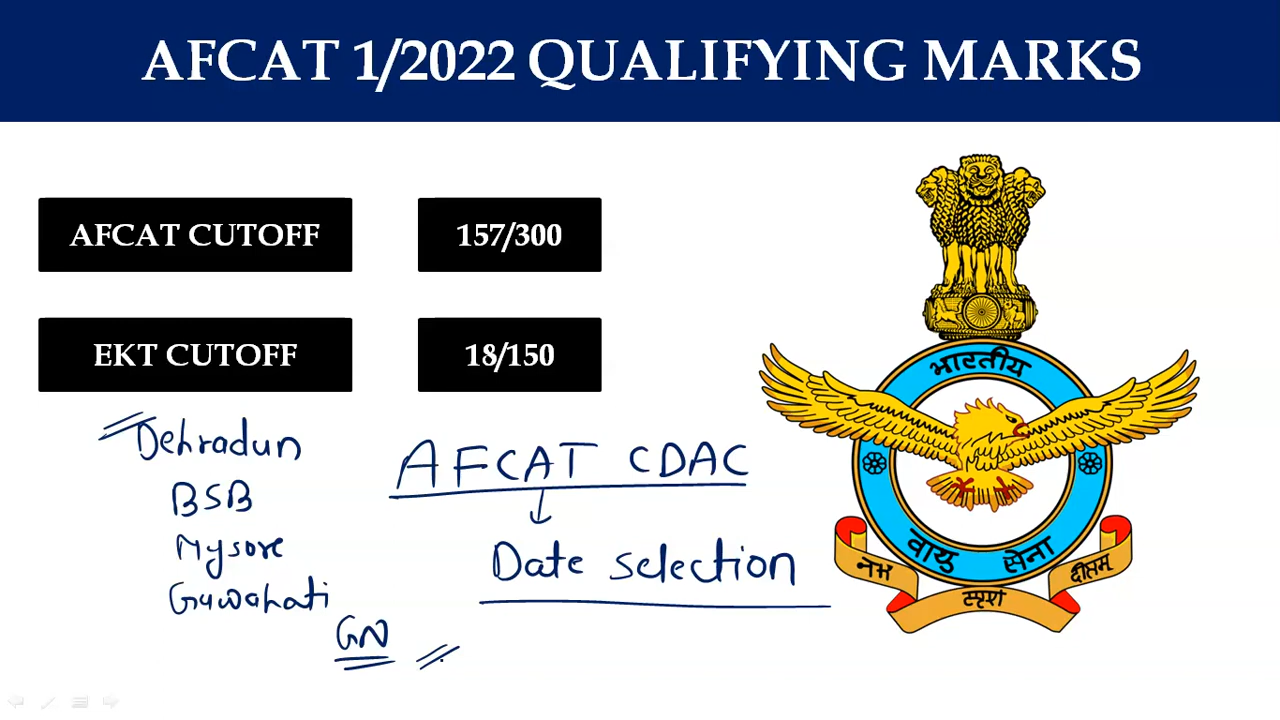 AFCAT 1/2022 QUALIFYING MARKS
AFCAT CUTOFF 157/300
EKT CUTOFF 18/150
Dehradun
BSB
Mysore
Guwahati
GN
AFCAT CDAC
Date selection
भारतीय
वायु सेना
नभ स्पृशं दीप्तम्